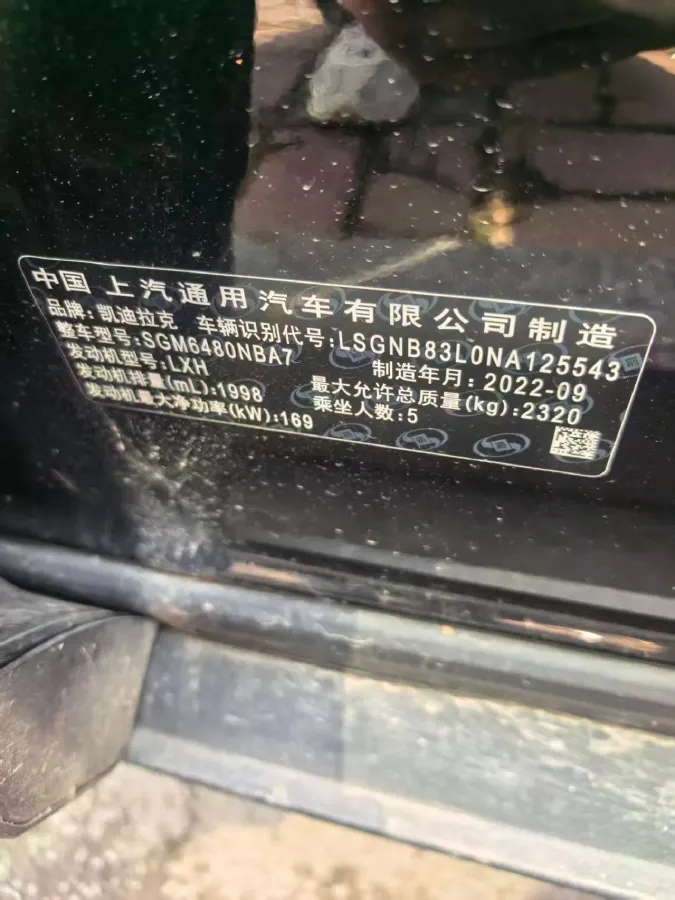 中国 上汽通用汽车有限公司制造
品牌: 凯迪拉克 车辆识别代号: LSGNB83L0NA125543
整车型号: SGM6480NBA7 制造年月: 2022-09
发动机型号: LXH 最大允许总质量(kg): 2320
发动机排量(mL): 1998 乘坐人数: 5
发动机最大净功率(kW): 169